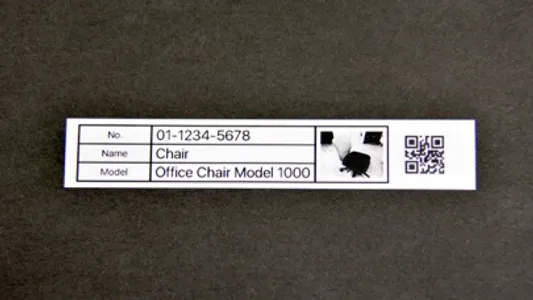 No. 01-1234-5678
Name Chair
Model Office Chair Model 1000